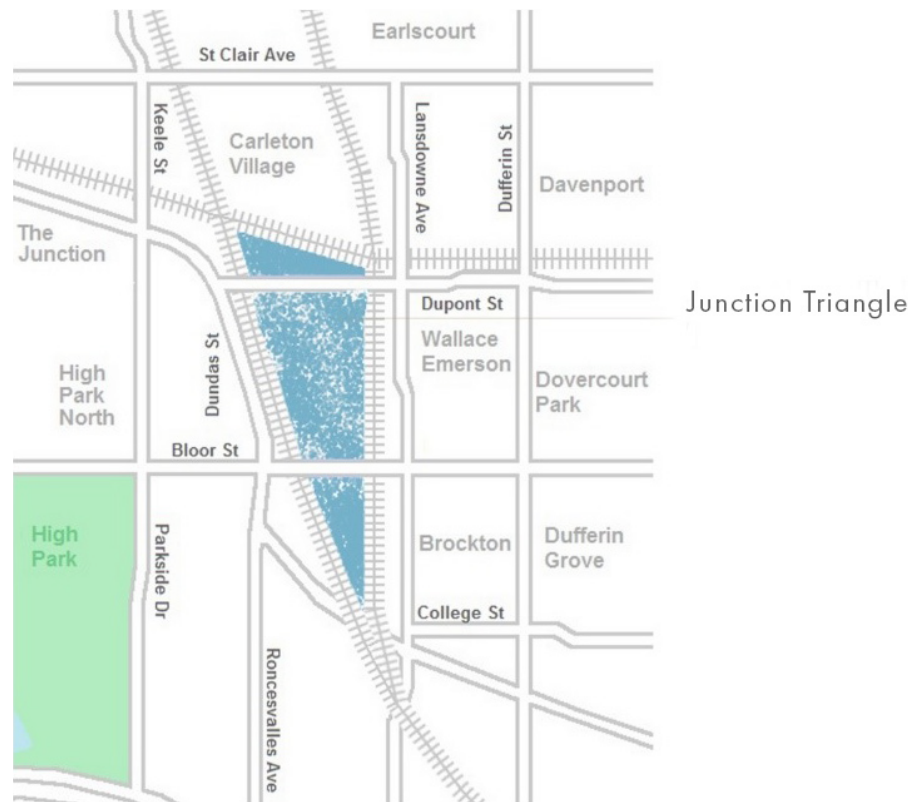 Earlscourt
St Clair Ave
Keele St
Carleton
Village
Lansdowne Ave
Dufferin St
Davenport
The
Junction
Junction Triangle
Dupont St
Wallace
Emerson
Dundas St
High
Park
North
Dovercourt
Park
Bloor St
High
Park
Parkside Dr
Brockton
Dufferin
Grove
College St
Roncesvalles Ave